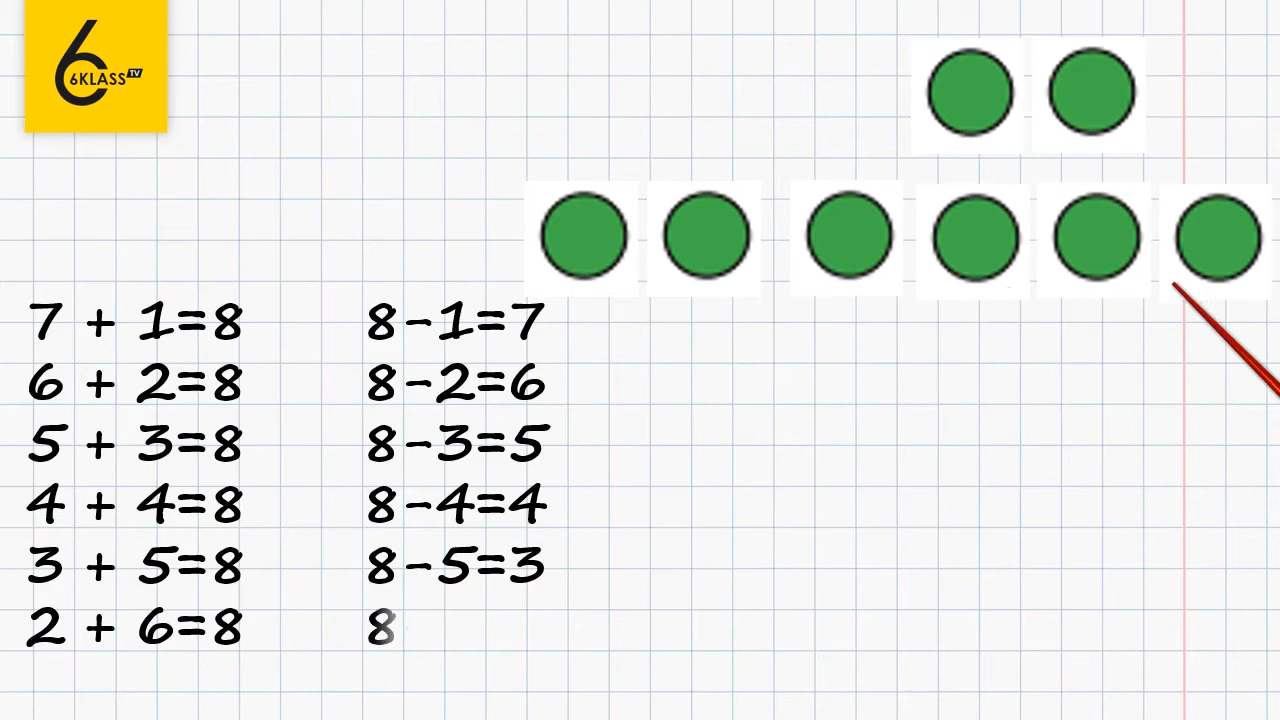 6KLASS TV
7 + 1=8 8-1=7
6 + 2=8 8-2=6
5 + 3=8 8-3=5
4 + 4=8 8-4=4
3 + 5=8 8-5=3
2 + 6=8 8